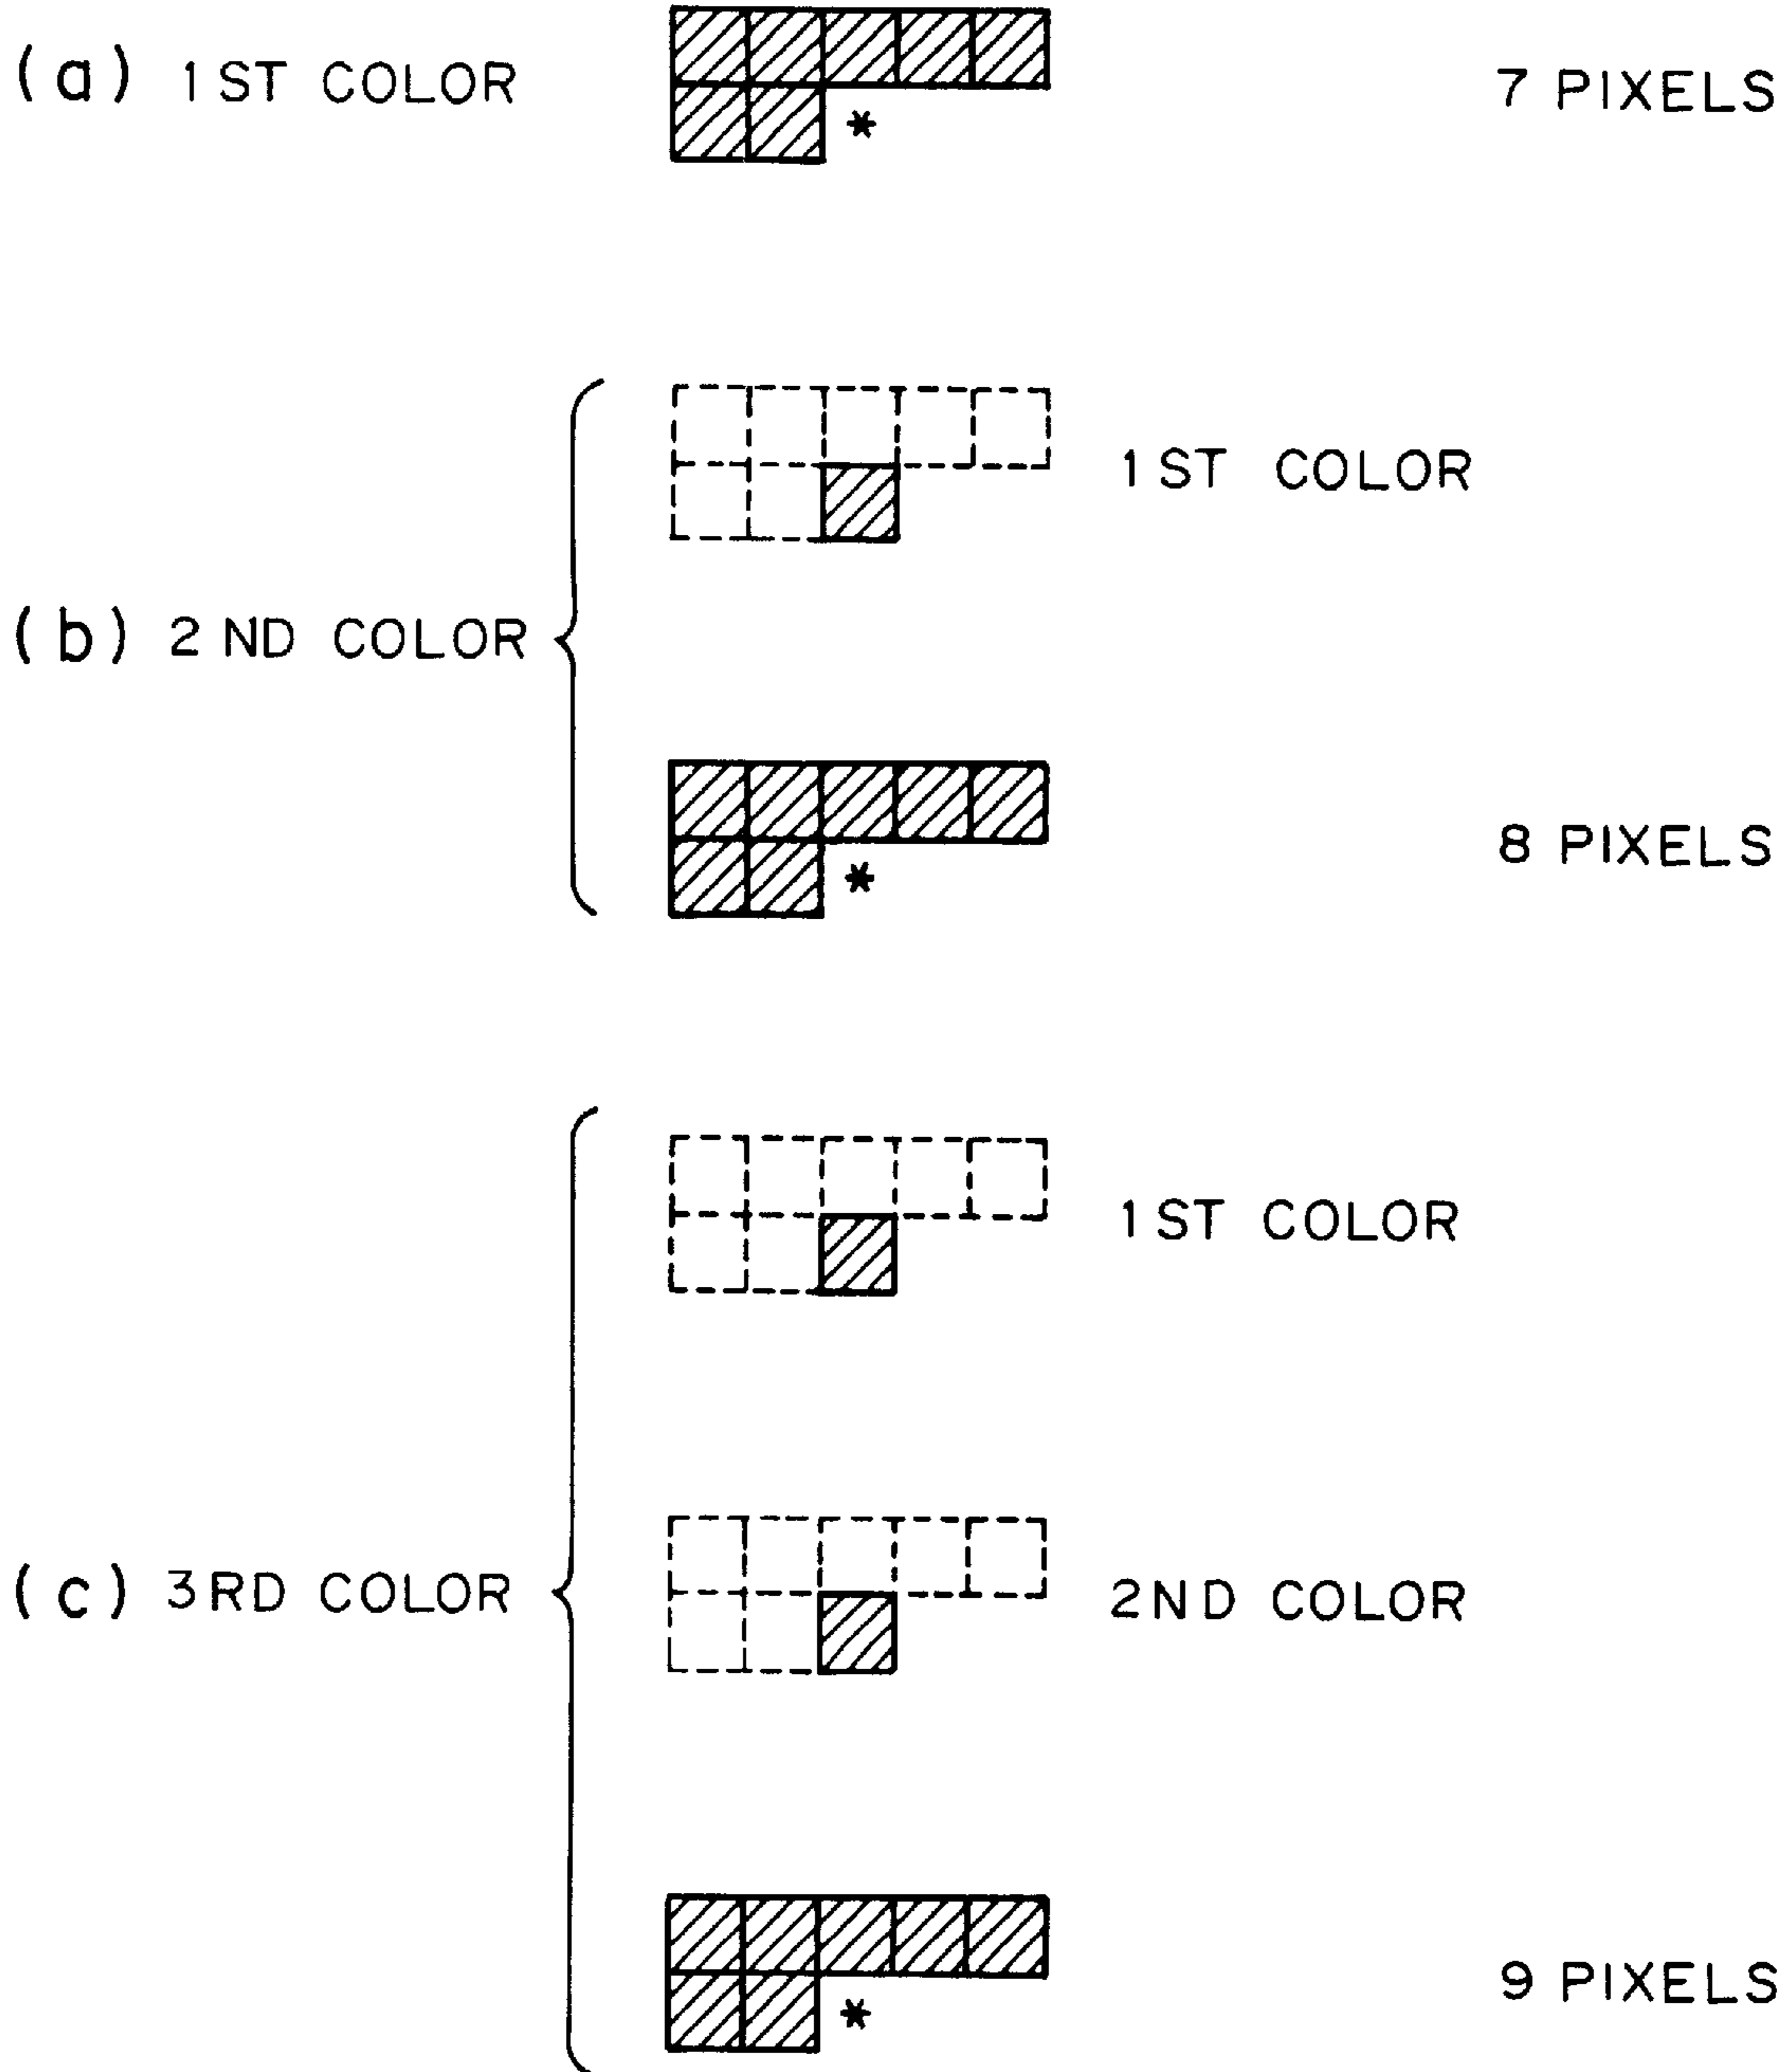 (a) 1ST COLOR
*
7 PIXELS
1ST COLOR
(b) 2ND COLOR
*
8 PIXELS
1ST COLOR
(c) 3RD COLOR
2ND COLOR
*
9 PIXELS